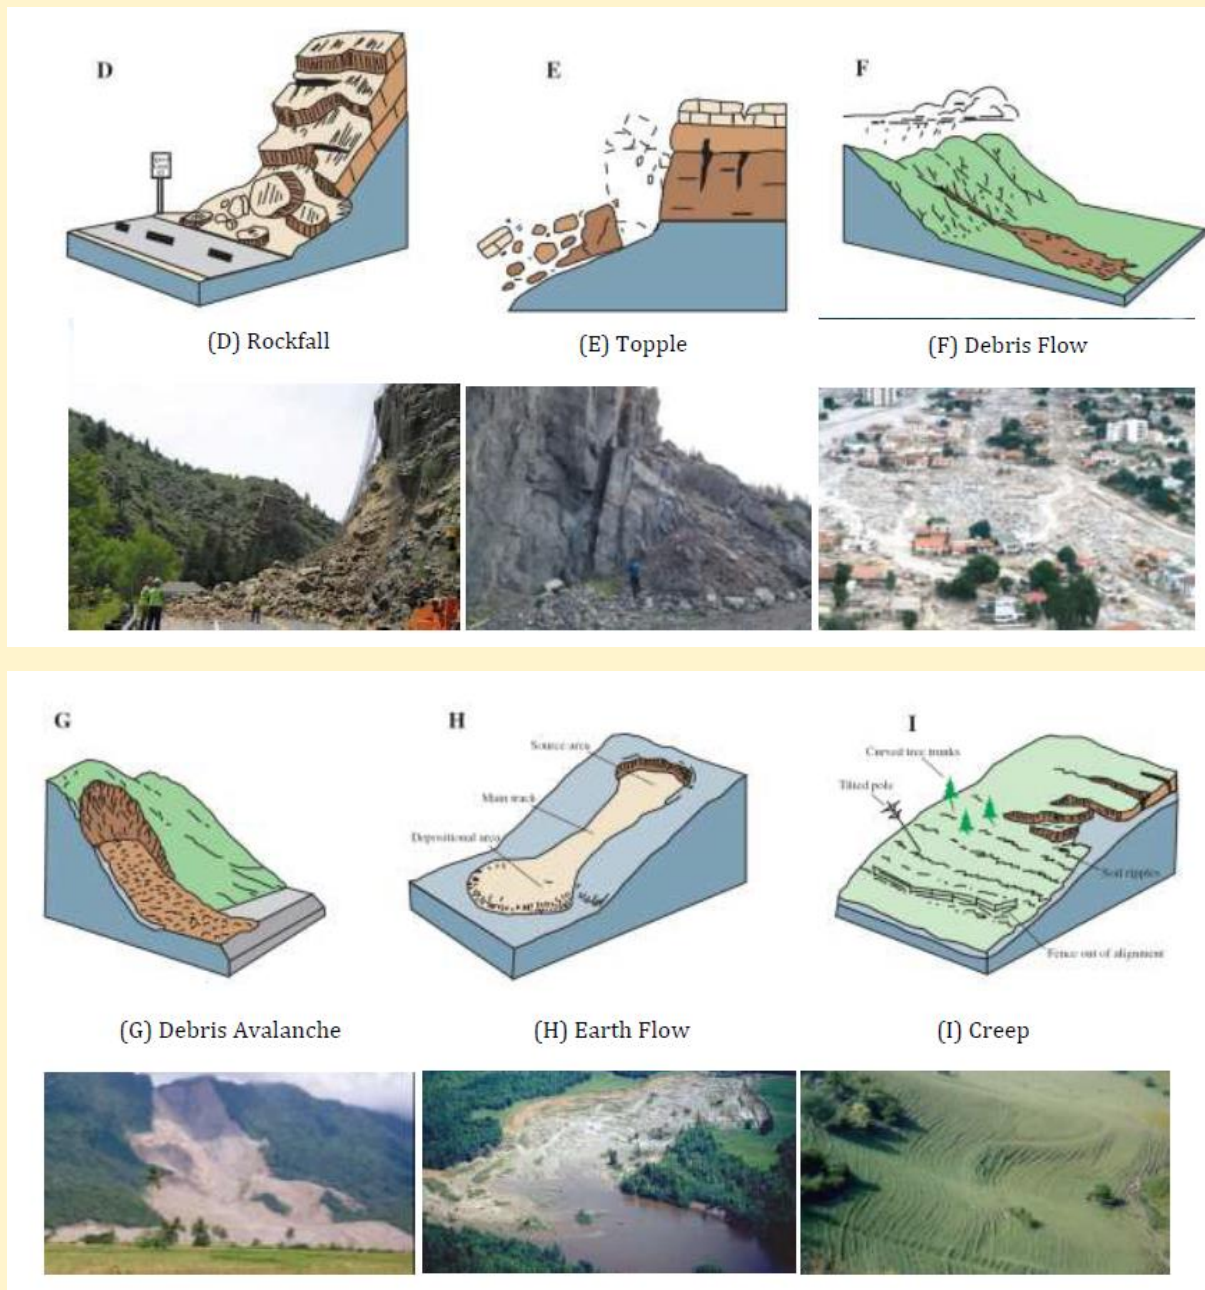 D
E
F
(D) Rockfall
(E) Topple
(F) Debris Flow
G
H
I
Source area
Main track
Depositional area
Curved tree trunks
Tilted pole
Soil ripples
Fence out of alignment
(G) Debris Avalanche
(H) Earth Flow
(I) Creep